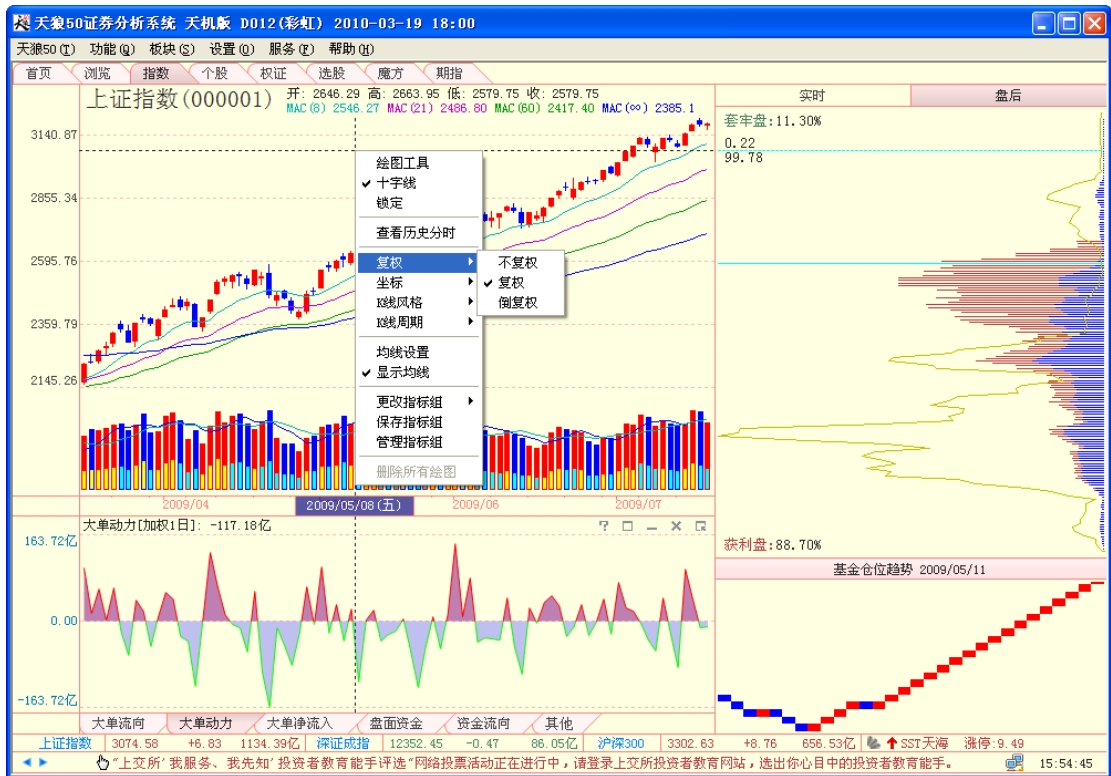 天狼50证券分析系统 天机版 D012(彩虹) 2010-03-19 18:00
天狼50(T) 功能(Q) 板块(S) 设置(O) 服务(P) 帮助(H)
首页 浏览 指数 个股 权证 选股 魔方 期指
上证指数(000001) 开: 2646.29 高: 2663.95 低: 2579.75 收: 2579.75
MAC(8) 2546.27 MAC(21) 2486.80 MAC(60) 2417.40 MAC(∞) 2385.1
实时 盘后
套牢盘:11.30%
0.22
99.78
3140.87
2855.34
2595.76
2359.79
2145.26
绘图工具
✓ 十字线
锁定
查看历史分时
复权
坐标
K线风格
K线周期
均线设置
✓ 显示均线
更改指标组
保存指标组
管理指标组
删除所有绘图
不复权
✓ 复权
倒复权
2009/04 2009/05/08(五) 2009/06 2009/07
获利盘:88.70%
大单动力[加权1日]: -117.18亿
163.72亿
0.00
-163.72亿
基金仓位趋势 2009/05/11
大单流向 大单动力 大单净流入 盘面资金 资金流向 其他
上证指数 3074.58 +6.83 1134.39亿 深证成指 12352.45 -0.47 86.05亿 沪深300 3302.63 +8.76 656.53亿 SST天海 涨停:9.49
“上交所‘我服务、我先知’投资者教育能手评选”网络投票活动正在进行中，请登录上交所投资者教育网站，选出你心目中的投资者教育能手。 15:54:45